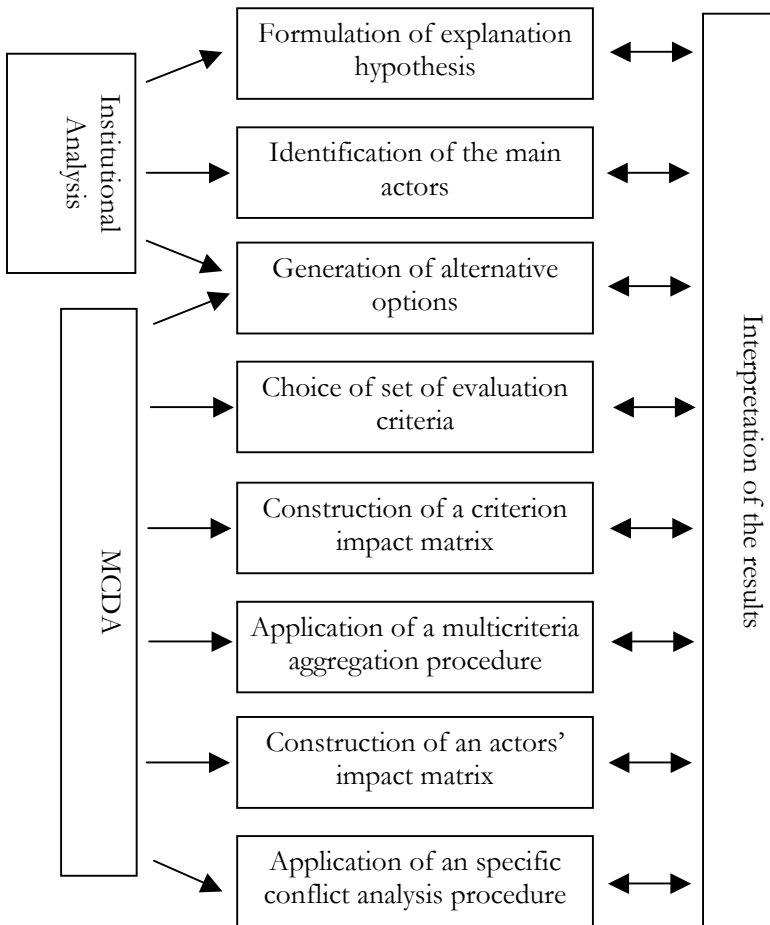 Institutional
Analysis
MCDA
Formulation of explanation
hypothesis
Identification of the main
actors
Generation of alternative
options
Choice of set of evaluation
criteria
Construction of a criterion
impact matrix
Application of a multicriteria
aggregation procedure
Construction of an actors’
impact matrix
Application of an specific
conflict analysis procedure
Interpretation of the results